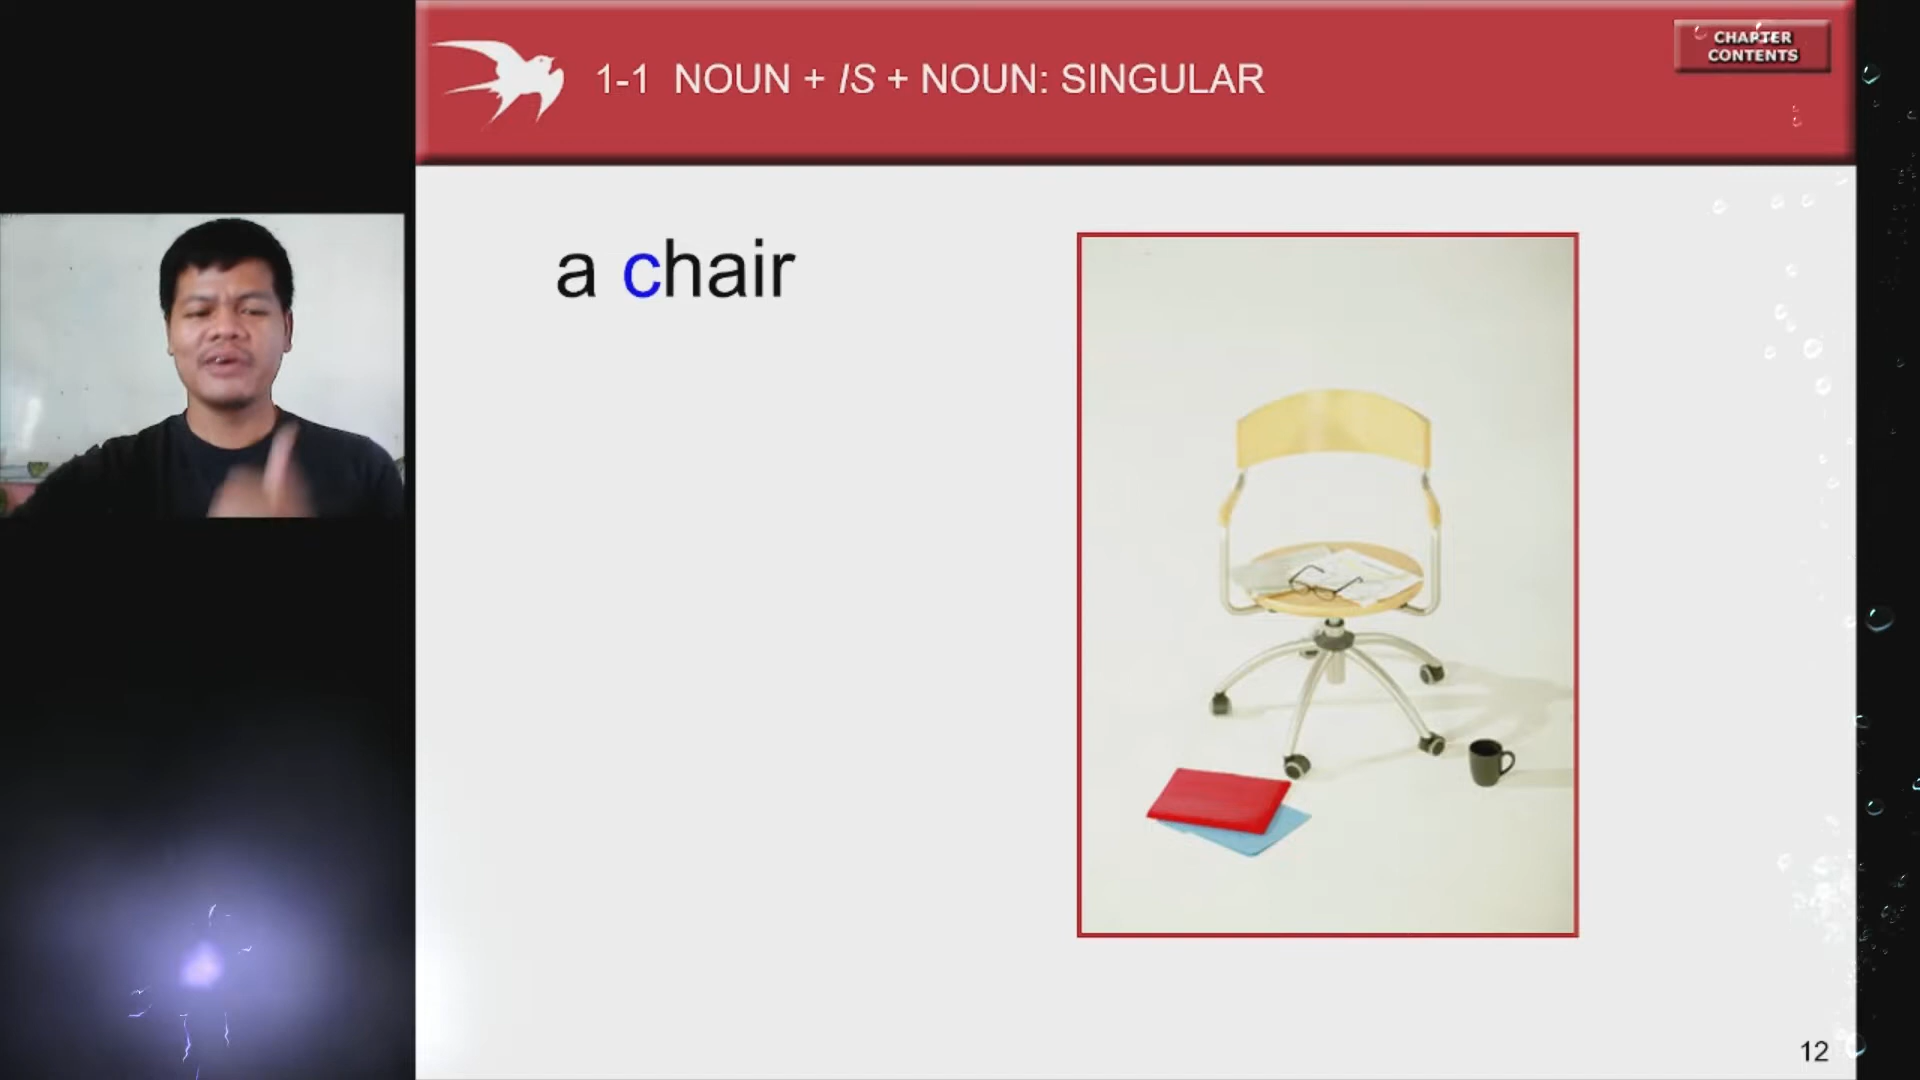 1-1 NOUN + IS + NOUN: SINGULAR
CHAPTER
CONTENTS
a chair
12